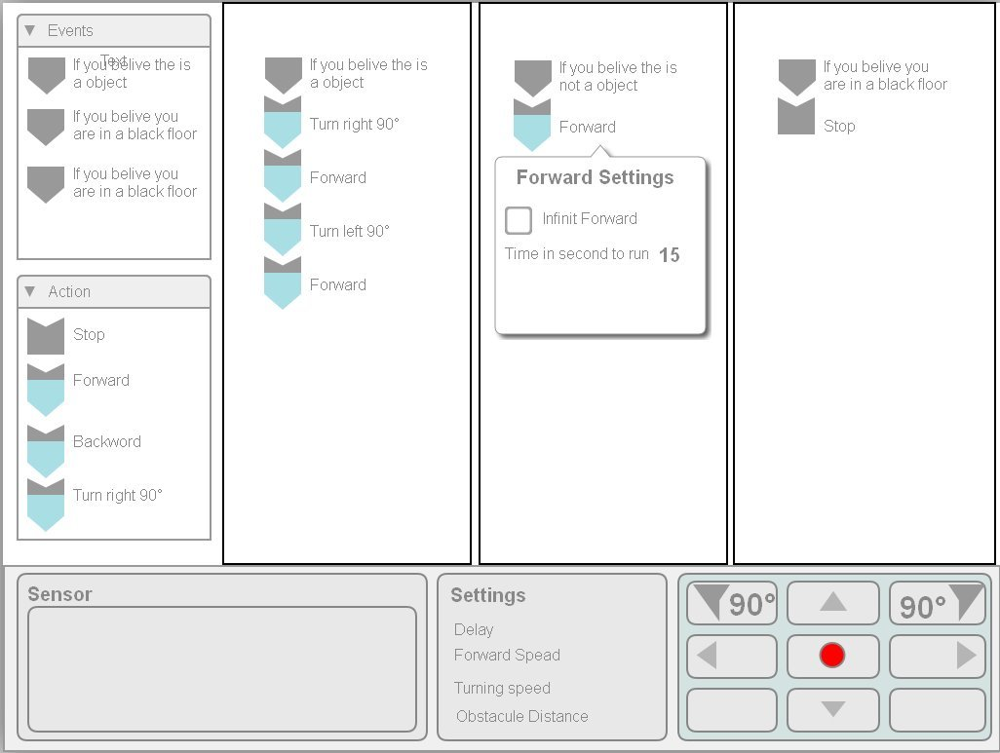 Events
Text
If you belive the is
a object
If you belive you
are in a black floor
If you belive you
are in a black floor
Action
Stop
Forward
Backword
Turn right 90°
If you belive the is
a object
Turn right 90°
Forward
Turn left 90°
Forward
If you belive the is
not a object
Forward
Forward Settings
Infinit Forward
Time in second to run 15
If you belive you
are in a black floor
Stop
Sensor
Settings
Delay
Forward Spead
Turning speed
Obstacule Distance
90°
90°